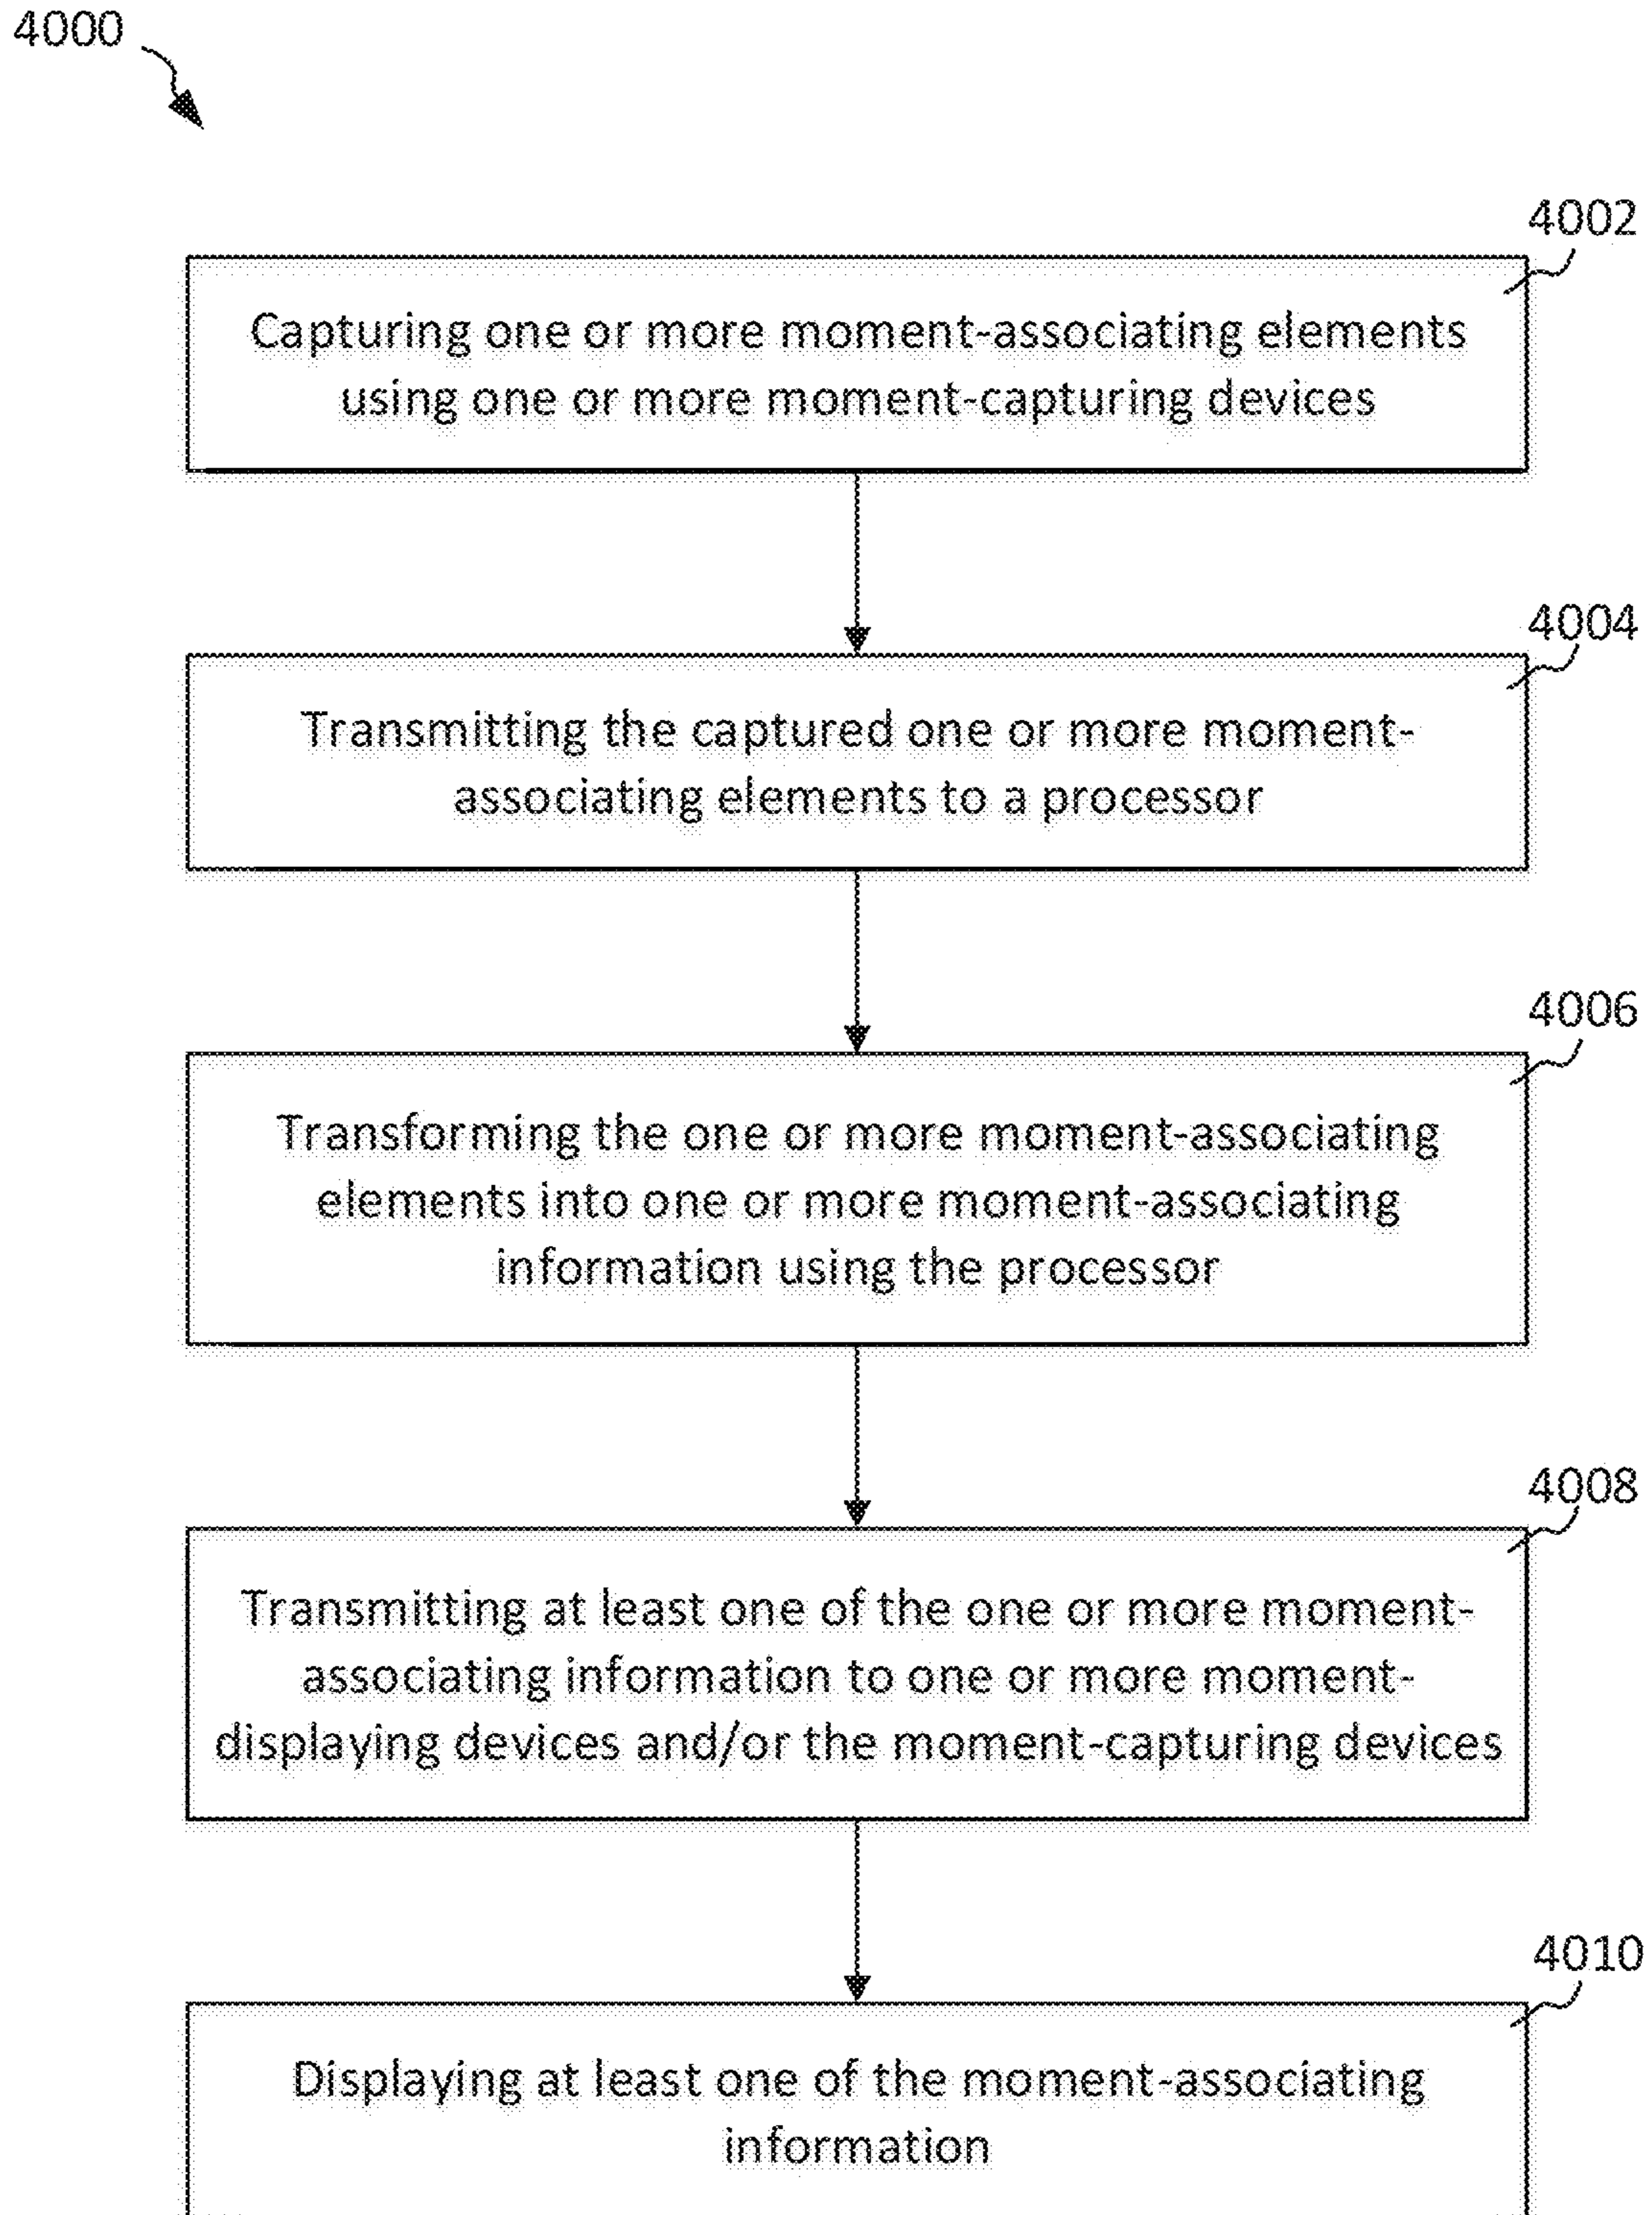 4000
4002
Capturing one or more moment-associating elements
using one or more moment-capturing devices
4004
Transmitting the captured one or more moment-
associating elements to a processor
4006
Transforming the one or more moment-associating
elements into one or more moment-associating
information using the processor
4008
Transmitting at least one of the one or more moment-
associating information to one or more moment-
displaying devices and/or the moment-capturing devices
4010
Displaying at least one of the moment-associating
information